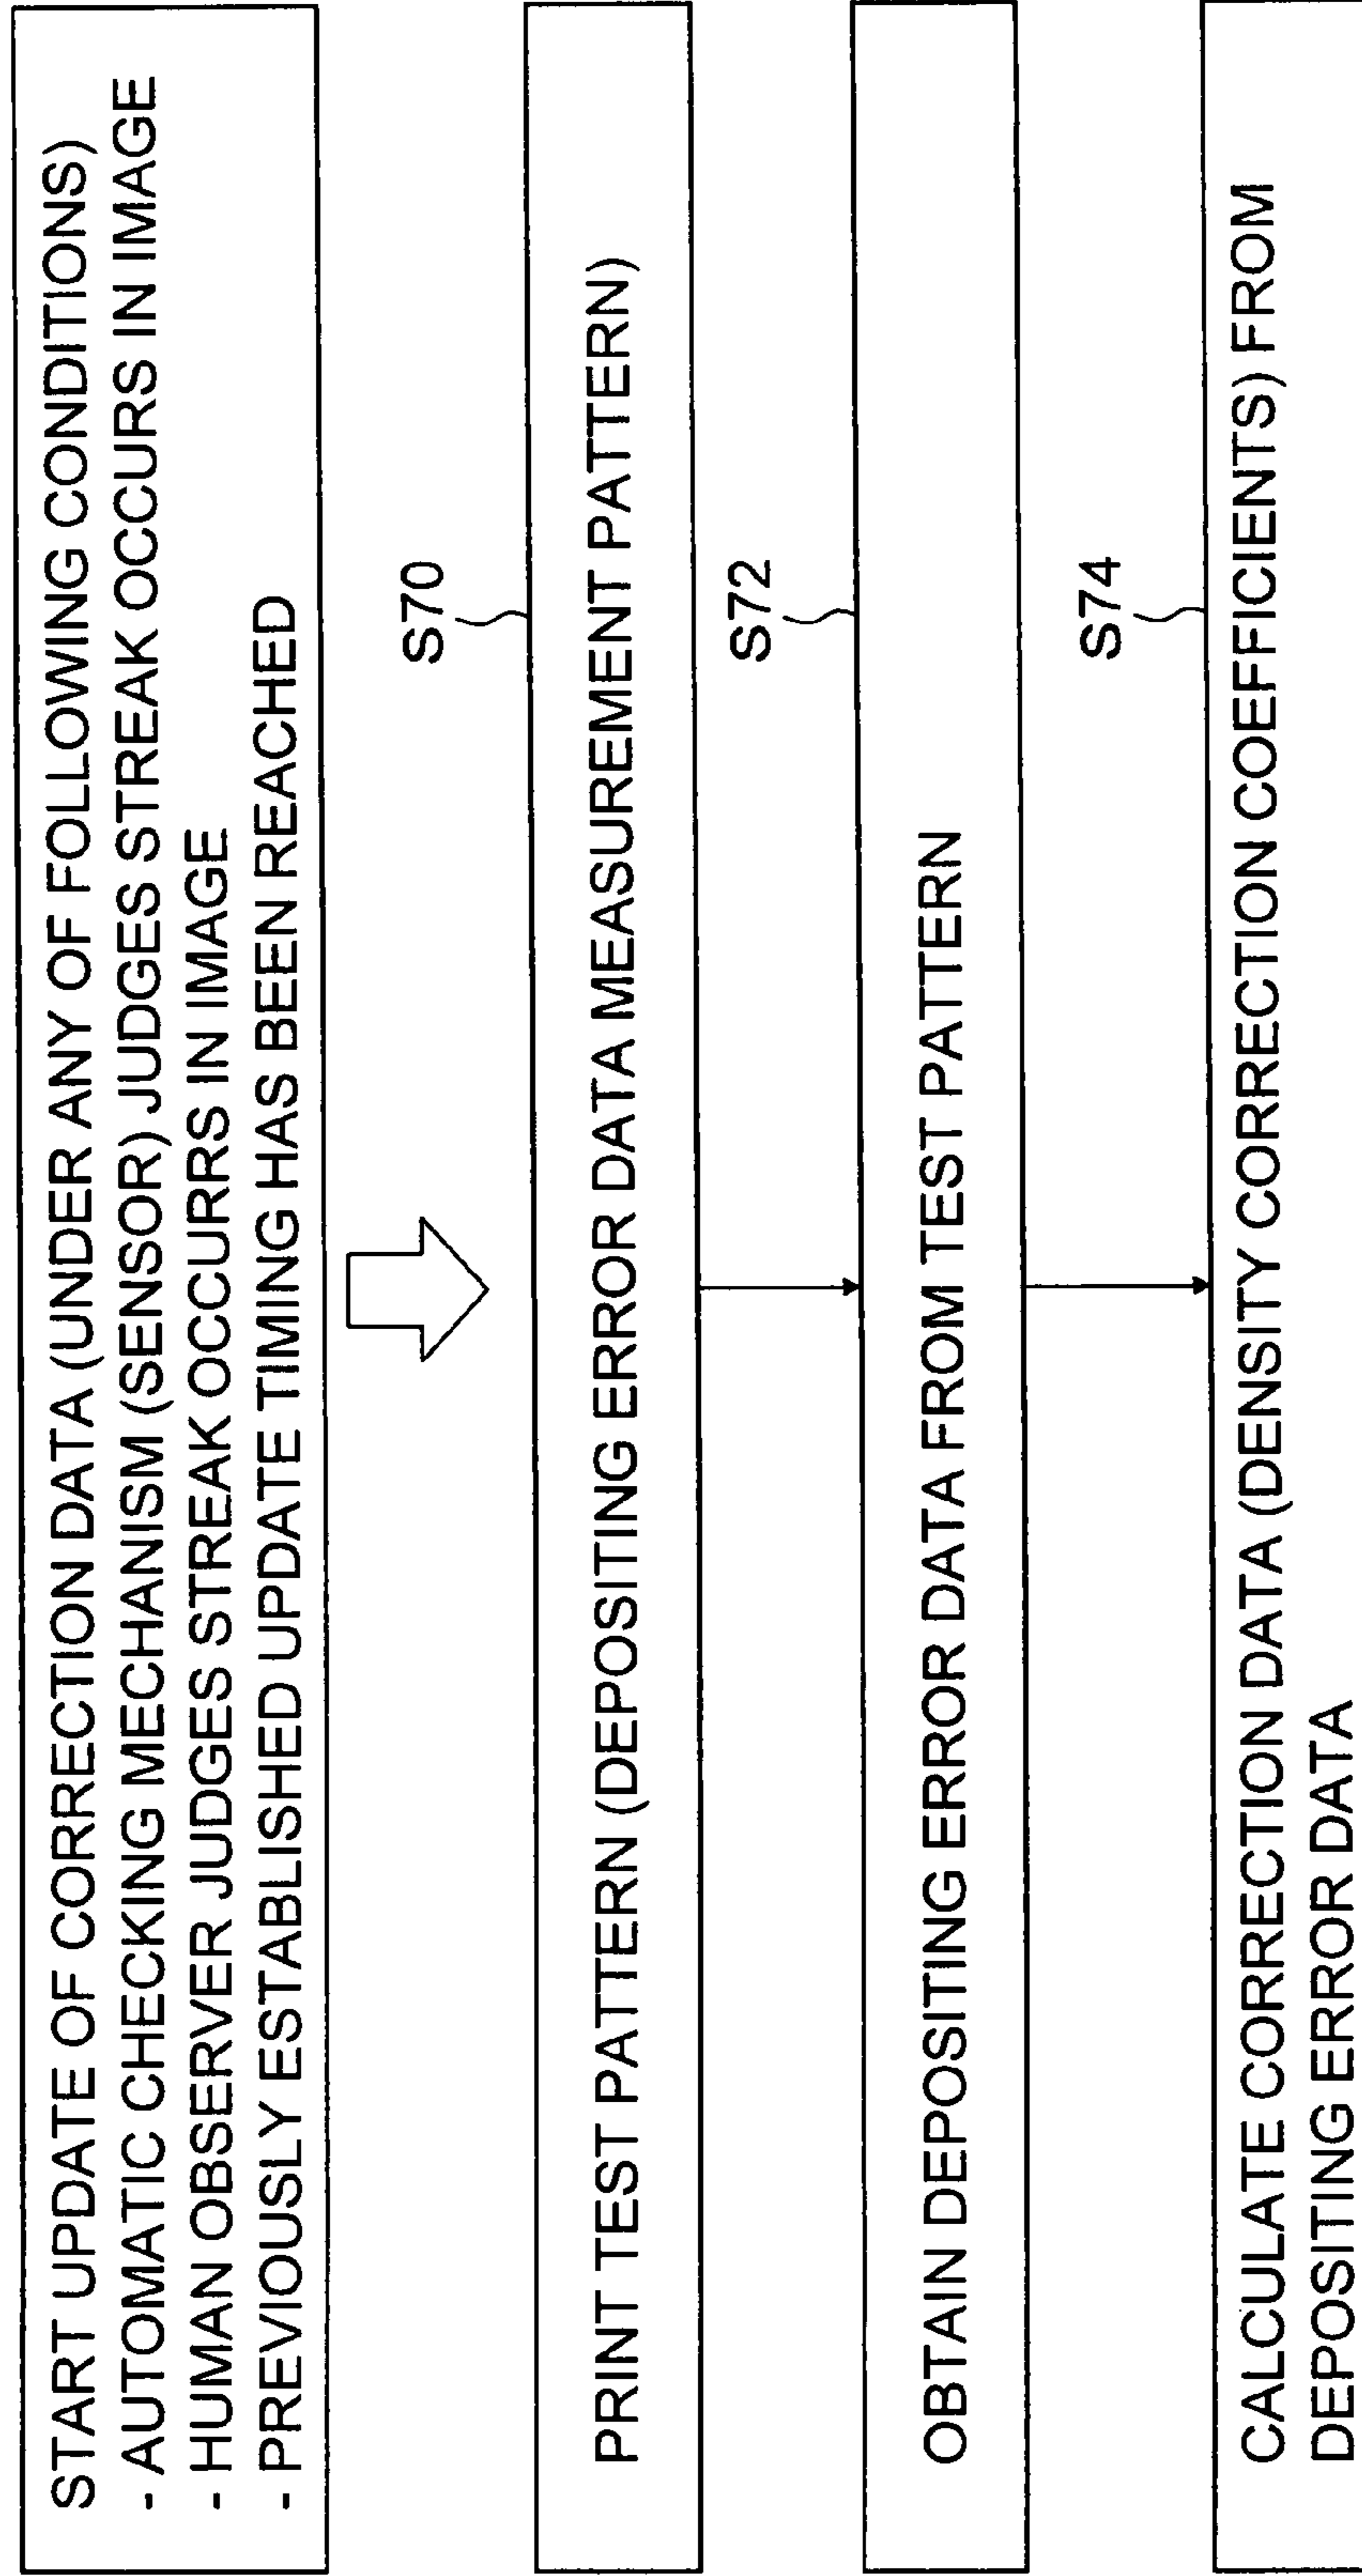 START UPDATE OF CORRECTION DATA (UNDER ANY OF FOLLOWING CONDITIONS)
- AUTOMATIC CHECKING MECHANISM (SENSOR) JUDGES STREAK OCCURS IN IMAGE
- HUMAN OBSERVER JUDGES STREAK OCCURRS IN IMAGE
- PREVIOUSLY ESTABLISHED UPDATE TIMING HAS BEEN REACHED
S70
PRINT TEST PATTERN (DEPOSITING ERROR DATA MEASUREMENT PATTERN)
S72
OBTAIN DEPOSITING ERROR DATA FROM TEST PATTERN
S74
CALCULATE CORRECTION DATA (DENSITY CORRECTION COEFFICIENTS) FROM
DEPOSITING ERROR DATA